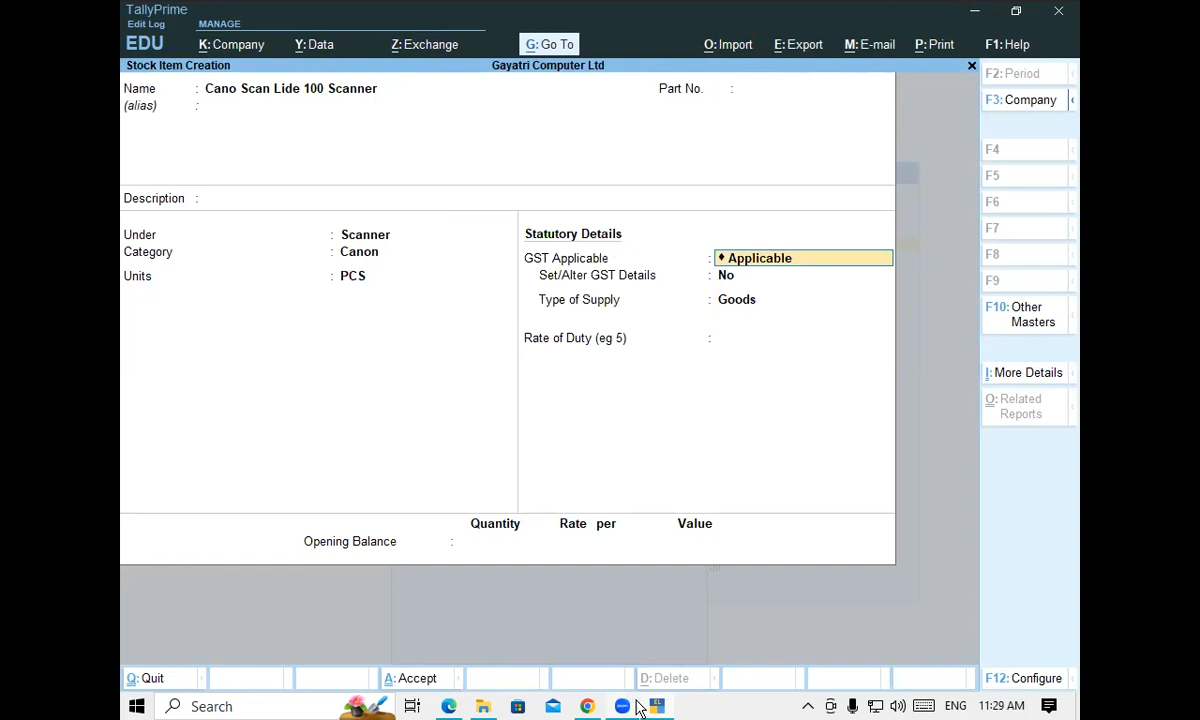 TallyPrime
Edit Log
MANAGE
EDU
K: Company
Y: Data
Z: Exchange
G: Go To
O: Import
E: Export
M: E-mail
P: Print
F1: Help
Stock Item Creation
Gayatri Computer Ltd
F2: Period
Name : Cano Scan Lide 100 Scanner
Part No. :
(alias) :
F3: Company
F4
F5
Description :
F6
Under : Scanner
Statutory Details
F7
Category : Canon
GST Applicable : ♦ Applicable
F8
Units : PCS
Set/Alter GST Details : No
F9
Type of Supply : Goods
F10: Other Masters
Rate of Duty (eg 5) :
I: More Details
O: Related Reports
Quantity Rate per Value
Opening Balance :
Q: Quit
A: Accept
D: Delete
F12: Configure
Search
ENG
11:29 AM